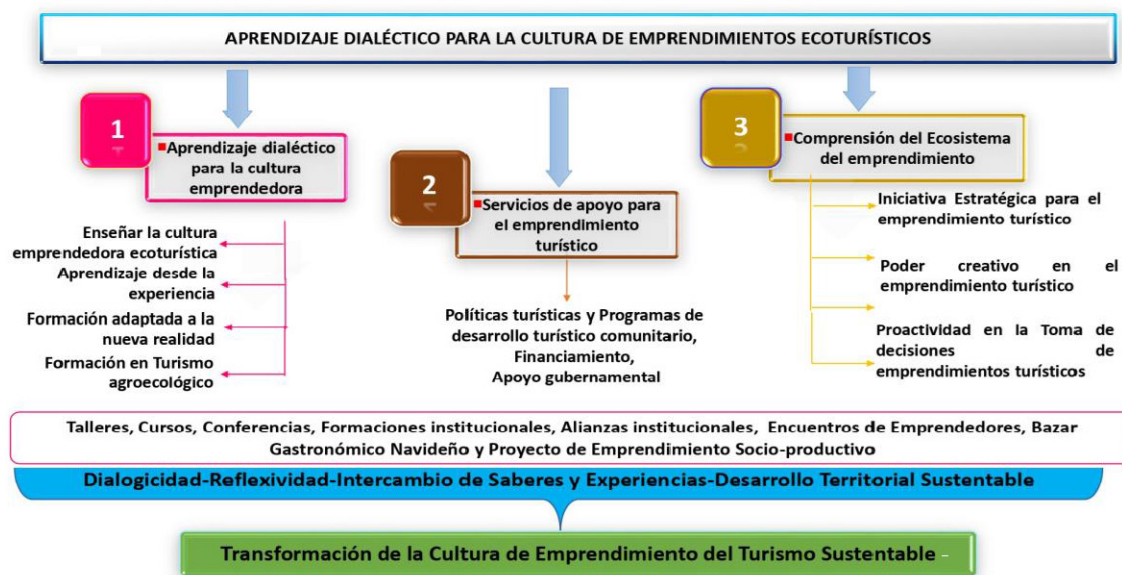 APRENDIZAJE DIALÉCTICO PARA LA CULTURA DE EMPRENDIMIENTOS ECOTURÍSTICOS
1
Aprendizaje dialéctico
para la cultura
emprendedora
Enseñar la cultura
emprendedora ecoturística
Aprendizaje desde la
experiencia
Formación adaptada a la
nueva realidad
Formación en Turismo
agroecológico
2
Servicios de apoyo para
el emprendimiento
turístico
Políticas turísticas y Programas de
desarrollo turístico comunitario,
Financiamiento,
Apoyo gubernamental
3
Comprensión del Ecosistema
del emprendimiento
Iniciativa Estratégica para el
emprendimiento turístico
Poder creativo en el
emprendimiento turístico
Proactividad en la Toma de
decisiones de
emprendimientos turísticos
Talleres, Cursos, Conferencias, Formaciones institucionales, Alianzas institucionales, Encuentros de Emprendedores, Bazar
Gastronómico Navideño y Proyecto de Emprendimiento Socio-productivo
Dialogicidad-Reflexividad-Intercambio de Saberes y Experiencias-Desarrollo Territorial Sustentable
Transformación de la Cultura de Emprendimiento del Turismo Sustentable -